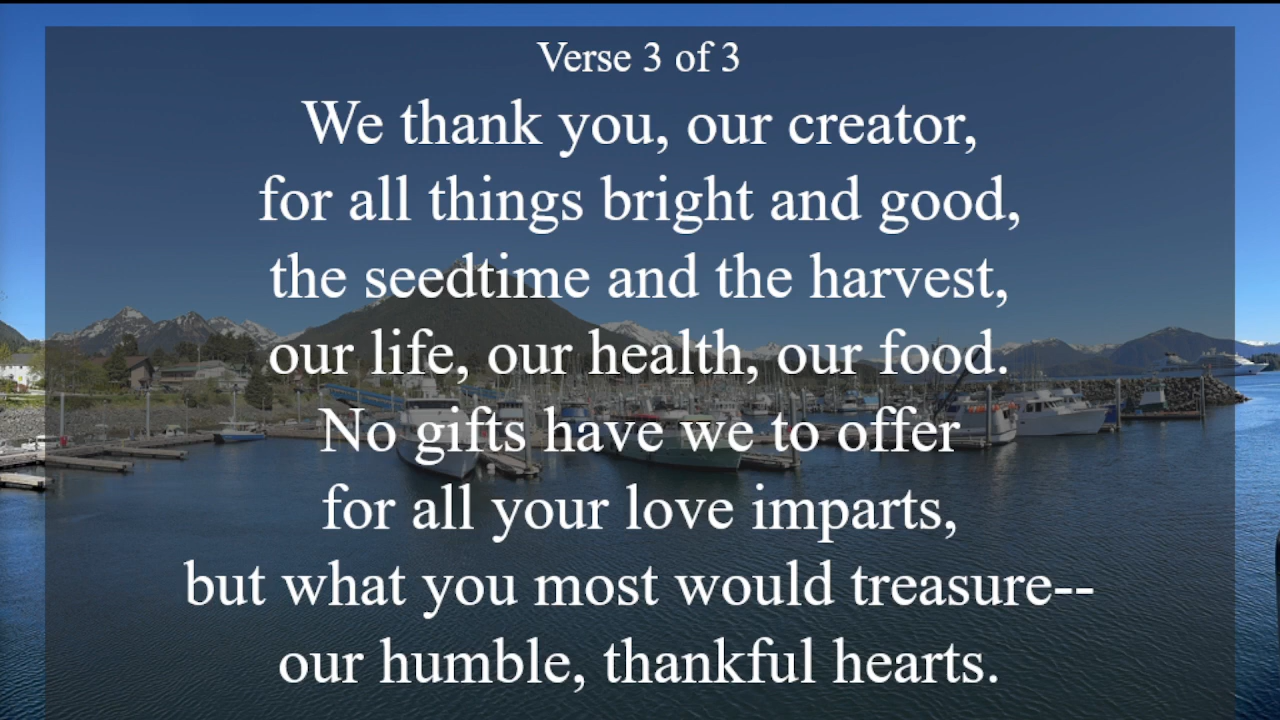 Verse 3 of 3
We thank you, our creator,
for all things bright and good,
the seedtime and the harvest,
our life, our health, our food.
No gifts have we to offer
for all your love imparts,
but what you most would treasure--
our humble, thankful hearts.